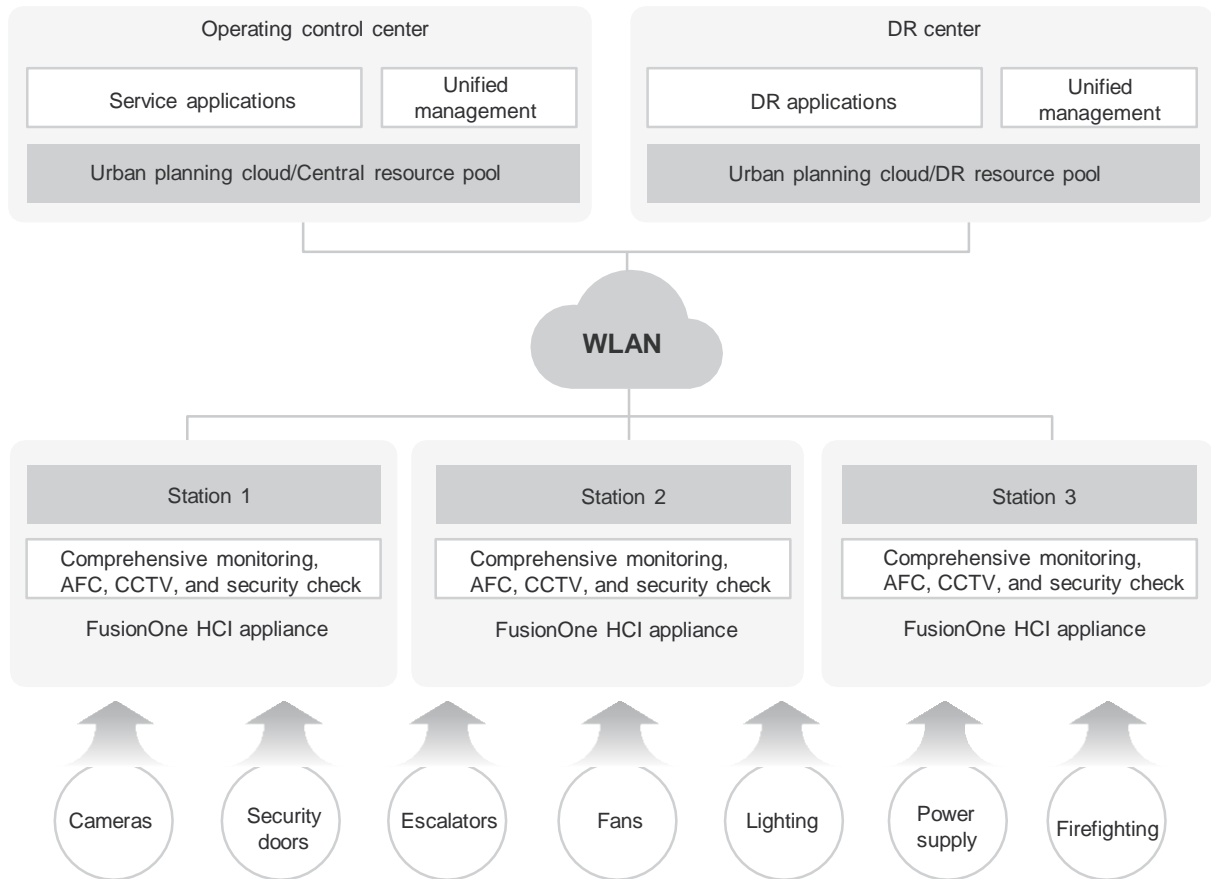 Operating control center
DR center
Service applications
Unified
management
DR applications
Unified
management
Urban planning cloud/Central resource pool
Urban planning cloud/DR resource pool
WLAN
Station 1
Station 2
Station 3
Comprehensive monitoring,
AFC, CCTV, and security check
Comprehensive monitoring,
AFC, CCTV, and security check
Comprehensive monitoring,
AFC, CCTV, and security check
FusionOne HCI appliance
FusionOne HCI appliance
FusionOne HCI appliance
Cameras
Security
doors
Escalators
Fans
Lighting
Power
supply
Firefighting